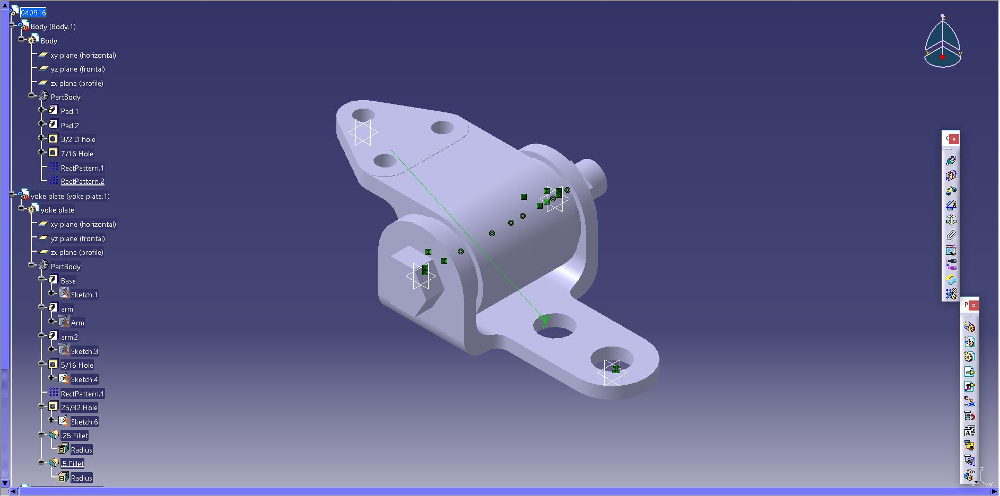 040916
Body (Body.1)
Body
xy plane (horizontal)
yz plane (frontal)
zx plane (profile)
PartBody
Pad.1
Pad.2
3/2 D hole
7/16 Hole
RectPattern.1
RectPattern.2
yoke plate (yoke plate.1)
yoke plate
xy plane (horizontal)
yz plane (frontal)
zx plane (profile)
PartBody
Base
Sketch.1
arm
Arm
arm2
Sketch.3
5/16 Hole
Sketch.4
RectPattern.1
25/32 Hole
Sketch.6
.25 Fillet
Radius
.5 Fillet
Radius
z
x
y
x
P
x
z
x
y